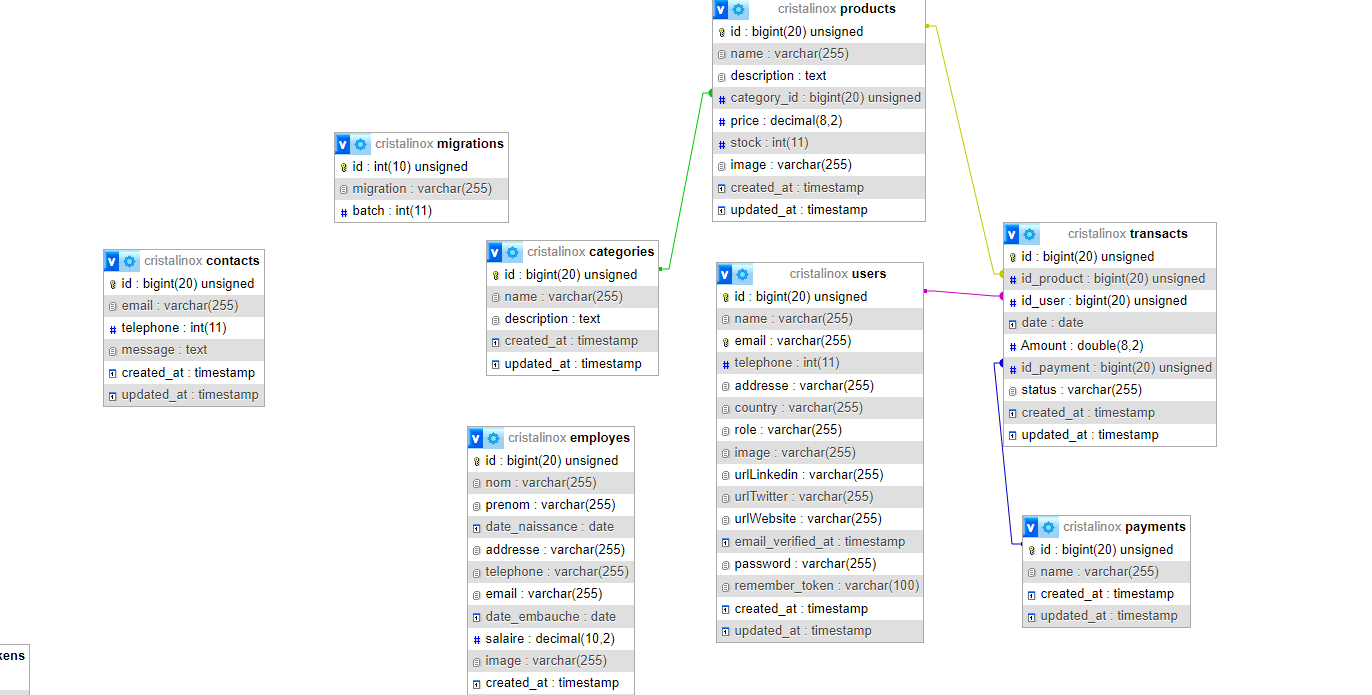 cristalinox products
id : bigint(20) unsigned
name : varchar(255)
description : text
category_id : bigint(20) unsigned
price : decimal(8,2)
stock : int(11)
image : varchar(255)
created_at : timestamp
updated_at : timestamp
cristalinox migrations
id : int(10) unsigned
migration : varchar(255)
batch : int(11)
cristalinox transacts
id : bigint(20) unsigned
id_product : bigint(20) unsigned
id_user : bigint(20) unsigned
date : date
Amount : double(8,2)
id_payment : bigint(20) unsigned
status : varchar(255)
created_at : timestamp
updated_at : timestamp
cristalinox categories
id : bigint(20) unsigned
name : varchar(255)
description : text
created_at : timestamp
updated_at : timestamp
cristalinox contacts
id : bigint(20) unsigned
email : varchar(255)
telephone : int(11)
message : text
created_at : timestamp
updated_at : timestamp
cristalinox users
id : bigint(20) unsigned
name : varchar(255)
email : varchar(255)
telephone : int(11)
addresse : varchar(255)
country : varchar(255)
role : varchar(255)
image : varchar(255)
urlLinkedin : varchar(255)
urlTwitter : varchar(255)
urlWebsite : varchar(255)
email_verified_at : timestamp
password : varchar(255)
remember_token : varchar(100)
created_at : timestamp
updated_at : timestamp
cristalinox employes
id : bigint(20) unsigned
nom : varchar(255)
prenom : varchar(255)
date_naissance : date
addresse : varchar(255)
telephone : varchar(255)
email : varchar(255)
date_embauche : date
salaire : decimal(10,2)
image : varchar(255)
created_at : timestamp
cristalinox payments
id : bigint(20) unsigned
name : varchar(255)
created_at : timestamp
updated_at : timestamp
kens